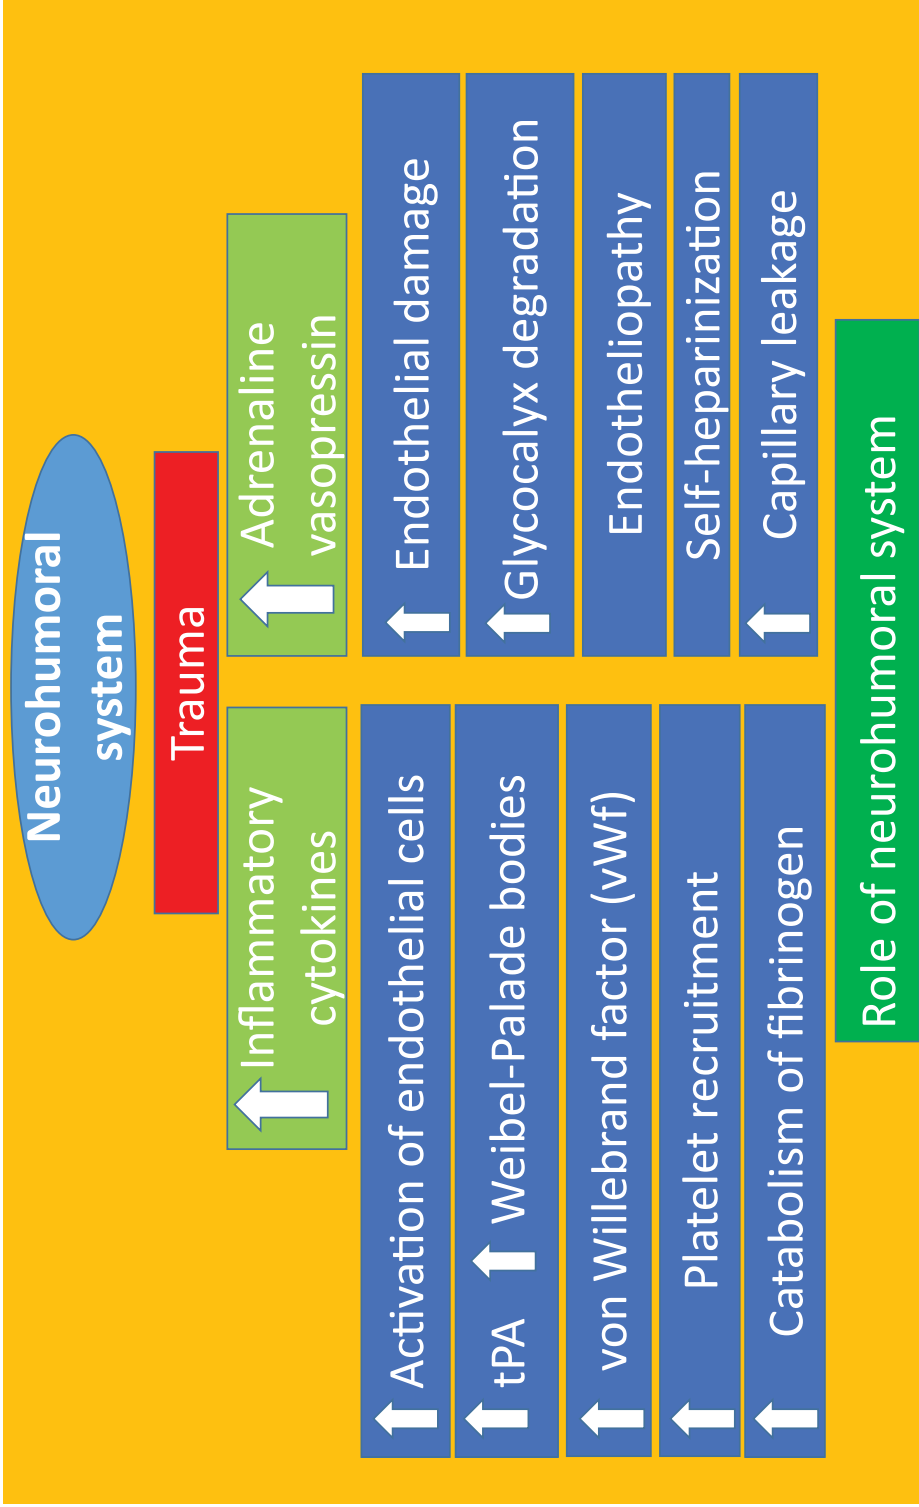 Neurohumoral
system
Trauma
Inflammatory
cytokines
Adrenaline
vasopressin
Activation of endothelial cells
tPA Weibel-Palade bodies
von Willebrand factor (vWf)
Platelet recruitment
Catabolism of fibrinogen
Endothelial damage
Glycocalyx degradation
Endotheliopathy
Self-heparinization
Capillary leakage
Role of neurohumoral system